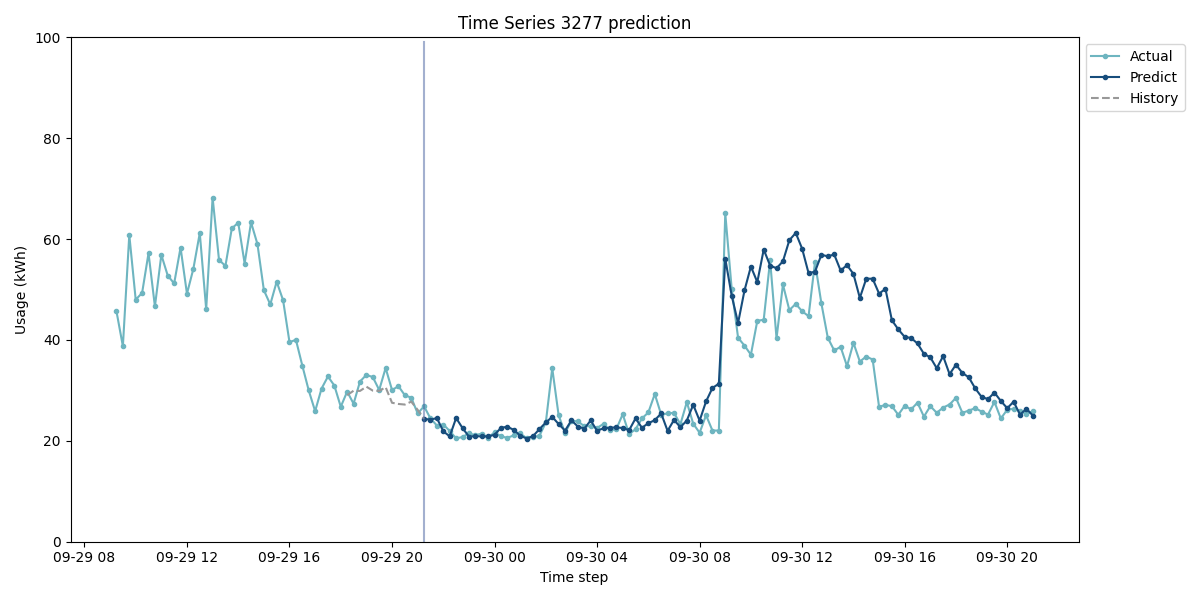 Time Series 3277 prediction
Usage (kWh)
100
80
60
40
20
0
09-29 08
09-29 12
09-29 16
09-29 20
09-30 00
09-30 04
09-30 08
09-30 12
09-30 16
09-30 20
Time step
Actual
Predict
History